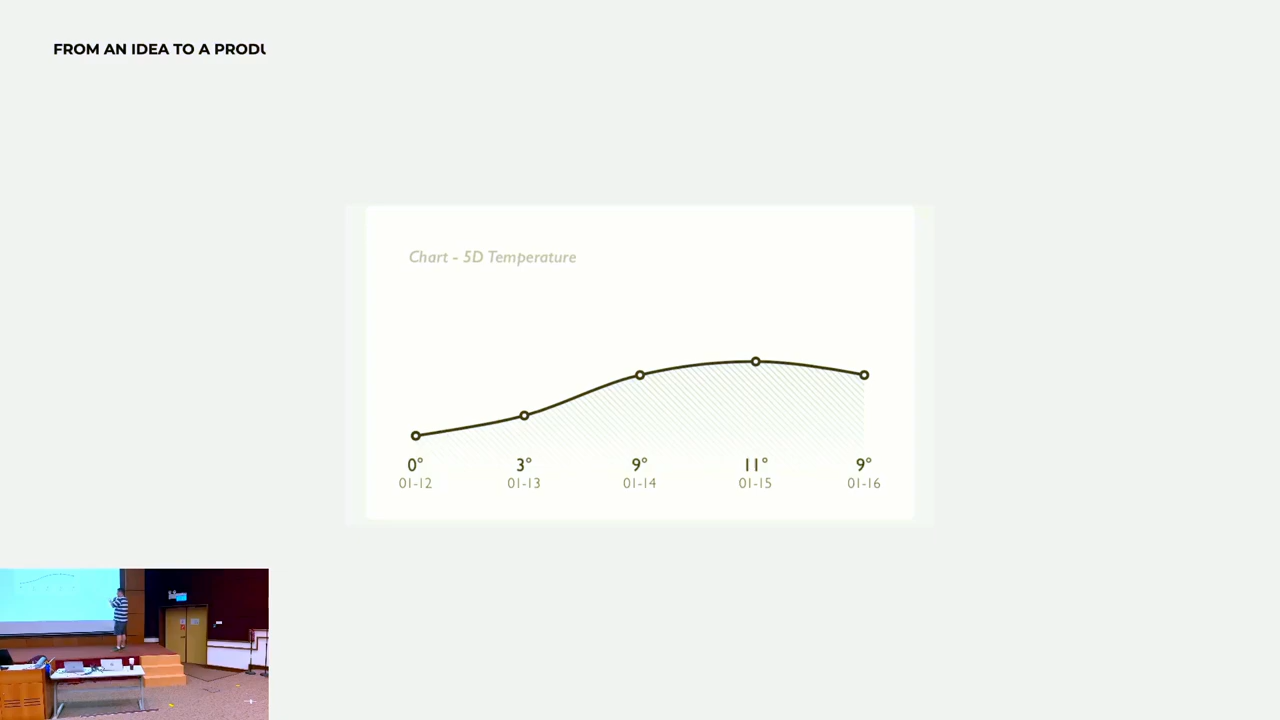 FROM AN IDEA TO A PRODU
Chart - 5D Temperature
0° 3° 9° 11° 9°
01-12 01-13 01-14 01-15 01-16